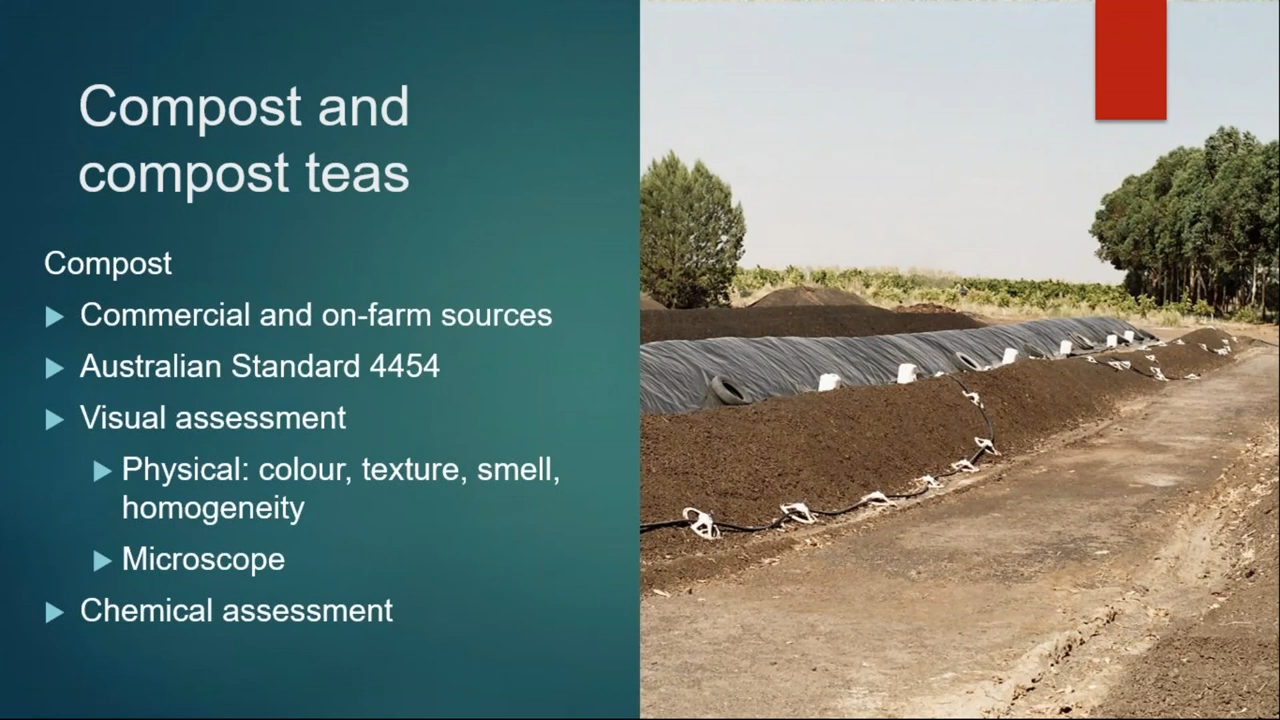 Compost and
compost teas
Compost
Commercial and on-farm sources
Australian Standard 4454
Visual assessment
Physical: colour, texture, smell,
homogeneity
Microscope
Chemical assessment